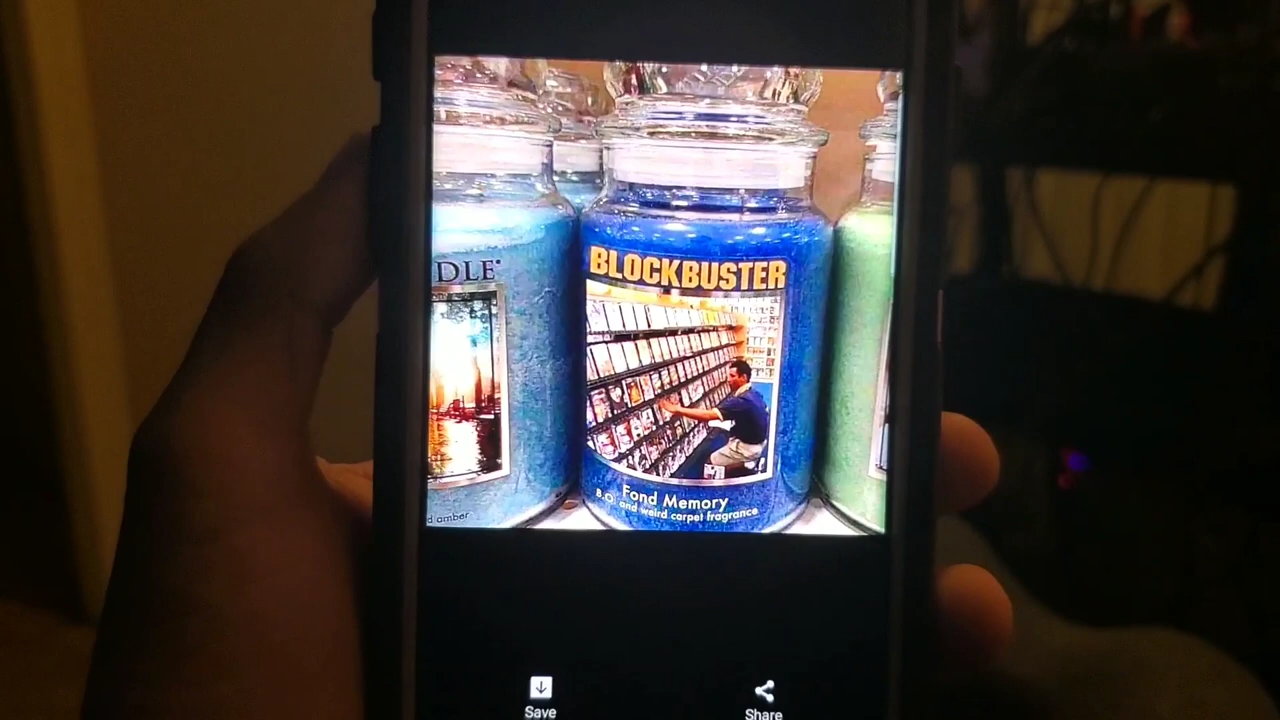 DLE
BLOCKBUSTER
Fond Memory
B.O. and weird carpet fragrance
d amber
Save
Share